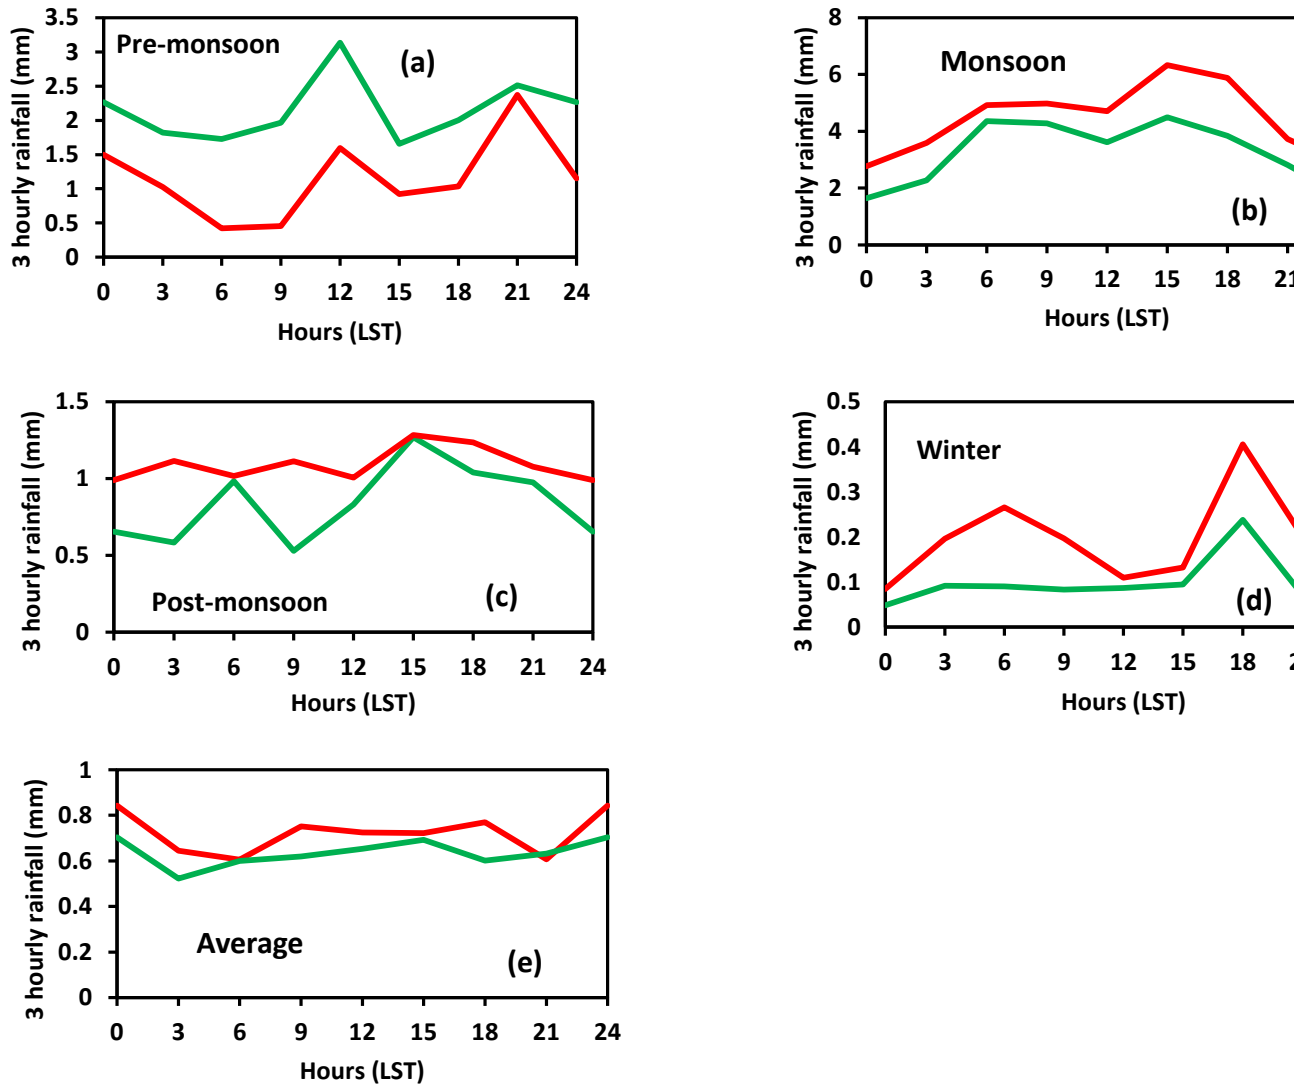 3.5
3
2.5
2
1.5
1
0.5
0
3 hourly rainfall (mm)
Pre-monsoon
(a)
0 3 6 9 12 15 18 21 24
Hours (LST)
8
6
4
2
0
3 hourly rainfall (mm)
Monsoon
(b)
0 3 6 9 12 15 18 21
Hours (LST)
1.5
1
0.5
0
3 hourly rainfall (mm)
Post-monsoon
(c)
0 3 6 9 12 15 18 21 24
Hours (LST)
0.5
0.4
0.3
0.2
0.1
0
3 hourly rainfall (mm)
Winter
(d)
0 3 6 9 12 15 18 2
Hours (LST)
1
0.8
0.6
0.4
0.2
0
3 hourly rainfall (mm)
Average
(e)
0 3 6 9 12 15 18 21 24
Hours (LST)